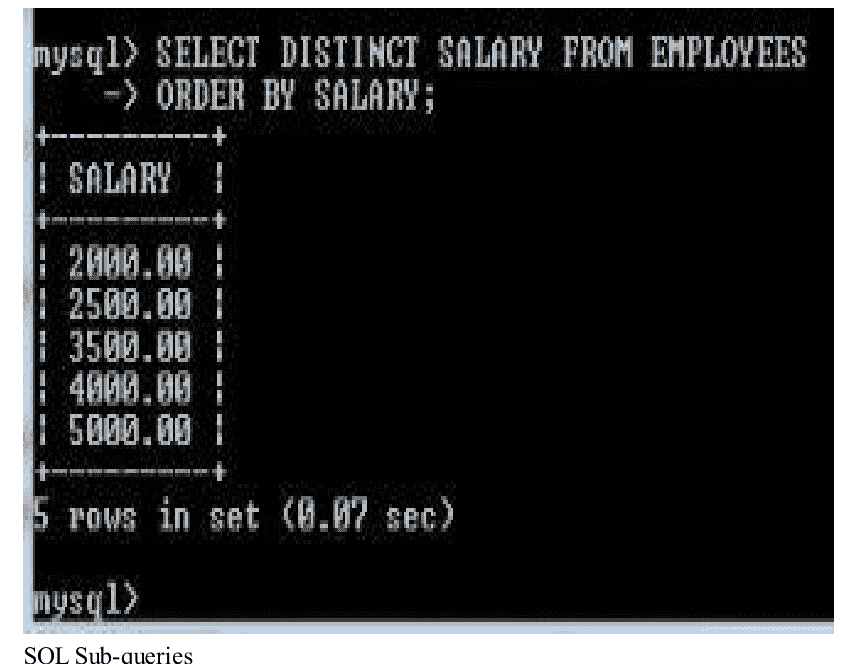 mysql> SELECT DISTINCT SALARY FROM EMPLOYEES
    -> ORDER BY SALARY;
+----------+
| SALARY   |
+----------+
| 2000.00 |
| 2500.00 |
| 3500.00 |
| 4000.00 |
| 5000.00 |
+----------+
5 rows in set (0.07 sec)
mysql>
SQL Sub-queries